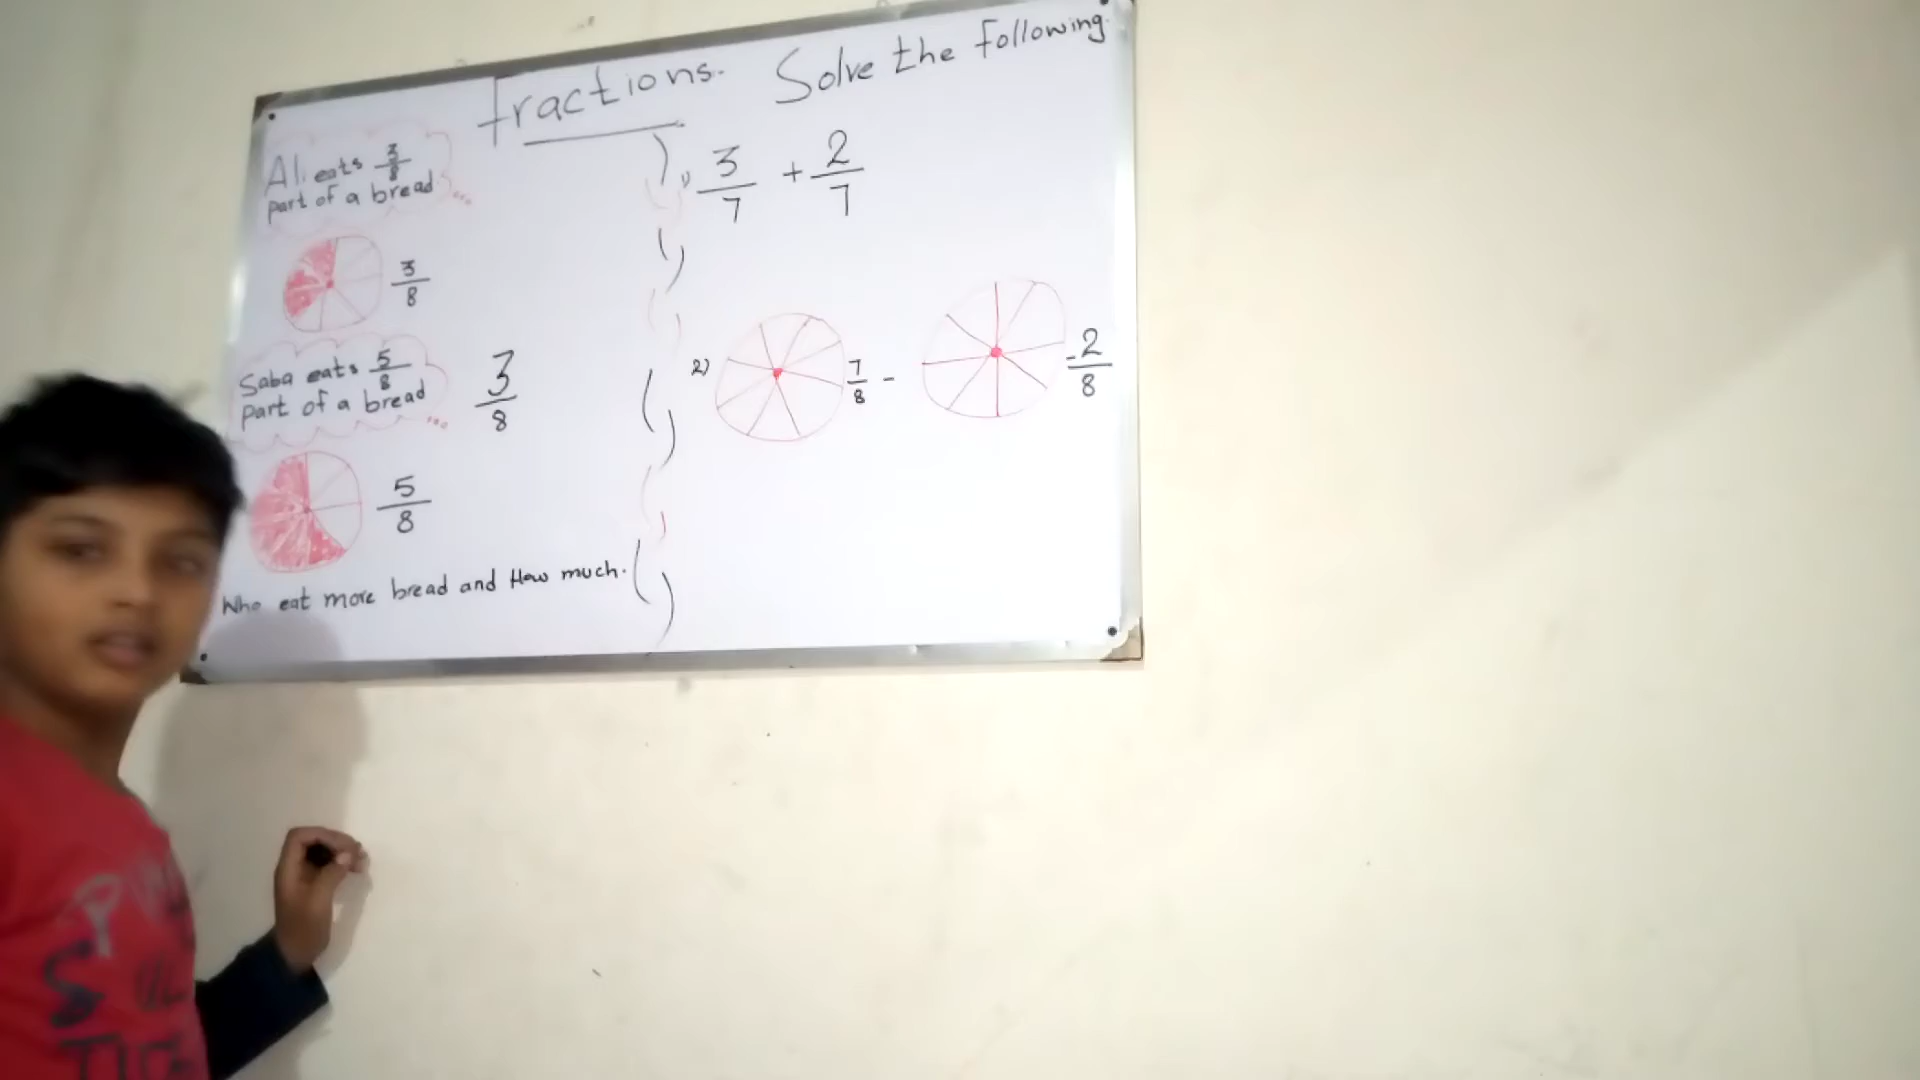 Fractions.
Ali eats 3/8
part of a bread
3/8
Saba eats 5/8
part of a bread
3/8
5/8
Who eat more bread and How much.
Solve the following.
1) 3/7 + 2/7
2) 7/8 - - 2/8